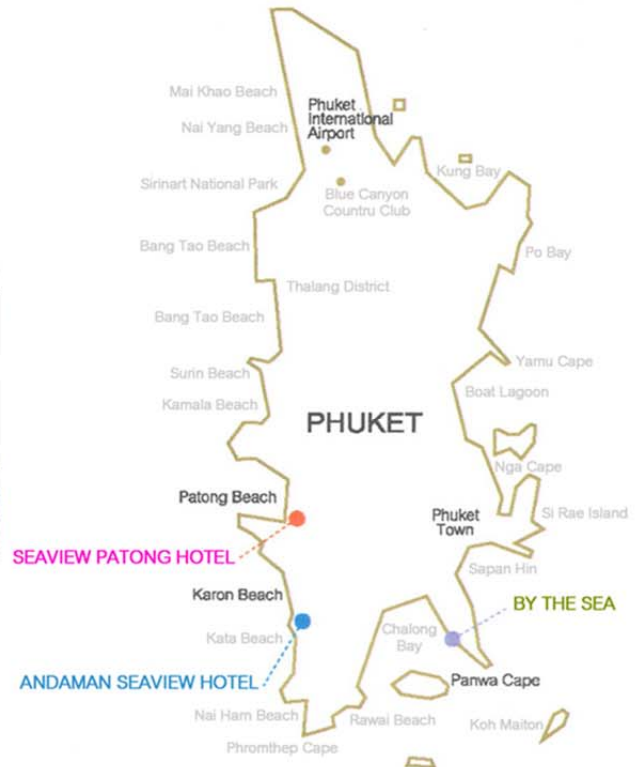 Mai Khao Beach
Phuket
International
Airport
Nai Yang Beach
Kung Bay
Sirinart National Park
Blue Canyon
Countru Club
Bang Tao Beach
Po Bay
Thalang District
Bang Tao Beach
Yamu Cape
Surin Beach
Boat Lagoon
Kamala Beach
PHUKET
Nga Cape
Patong Beach
Phuket
Town
Si Rae Island
SEAVIEW PATONG HOTEL
Sapan Hin
Karon Beach
BY THE SEA
Kata Beach
Chalong
Bay
ANDAMAN SEAVIEW HOTEL
Panwa Cape
Nai Harn Beach
Rawai Beach
Koh Maiton
Phromthep Cape